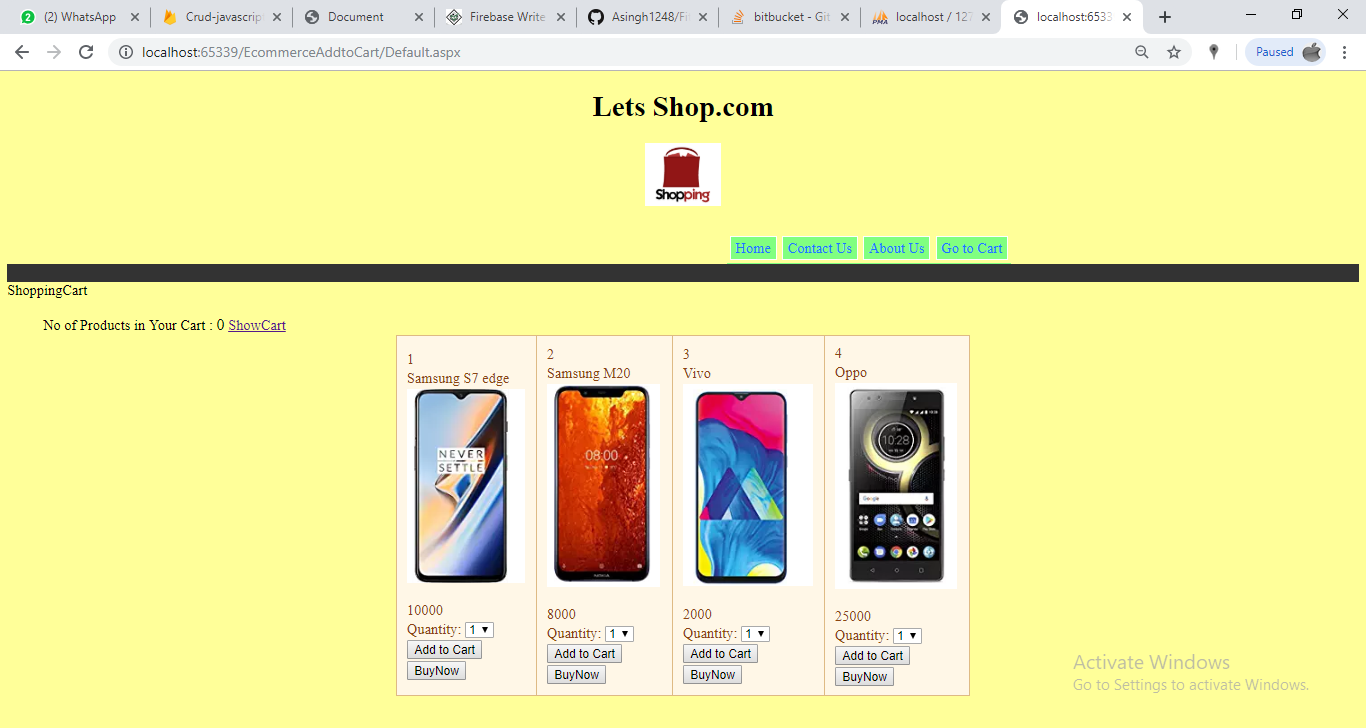 (2) WhatsApp
Crud-javascrip
Document
Firebase Write
Asingh1248/Fi
bitbucket - Git
localhost / 127
localhost:6533
localhost:65339/EcommerceAddtoCart/Default.aspx
Paused
Lets Shop.com
Shopping
Home Contact Us About Us Go to Cart
ShoppingCart
No of Products in Your Cart : 0 ShowCart
1
Samsung S7 edge
NEVER
SETTLE
10000
Quantity: 1
Add to Cart
BuyNow
2
Samsung M20
08:00
8000
Quantity: 1
Add to Cart
BuyNow
3
Vivo
2000
Quantity: 1
Add to Cart
BuyNow
4
Oppo
10:28
Google
25000
Quantity: 1
Add to Cart
BuyNow
Activate Windows
Go to Settings to activate Windows.